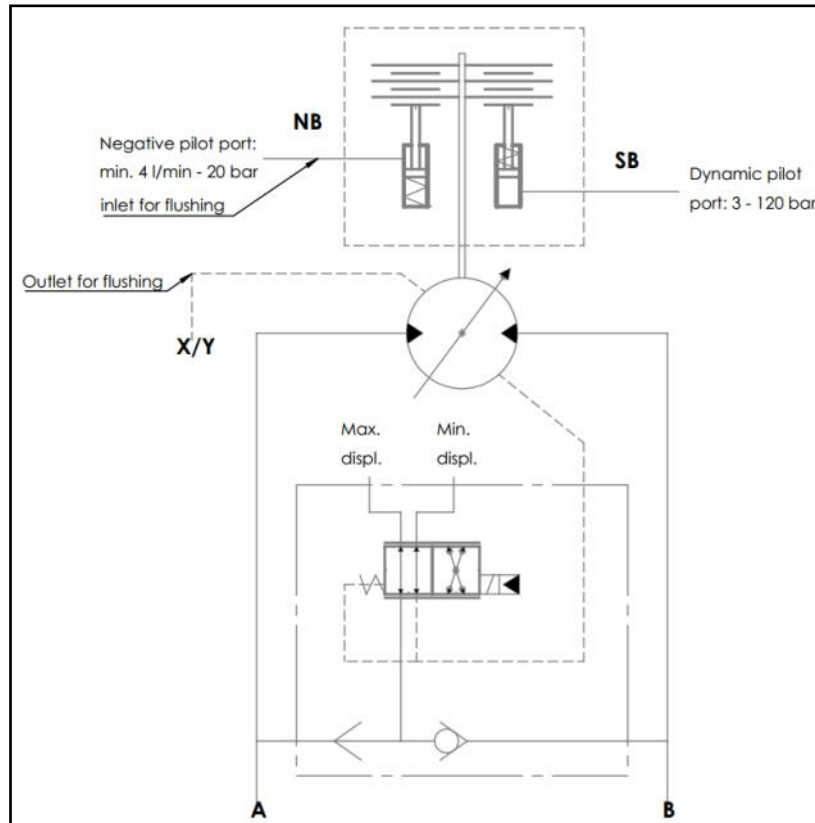 NB
Negative pilot port:
min. 4 l/min - 20 bar
inlet for flushing
SB
Dynamic pilot
port: 3 - 120 bar
Outlet for flushing
X/Y
Max.
displ.
Min.
displ.
A
B